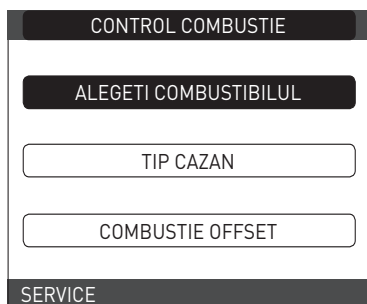 CONTROL COMBUSTIE
ALEGETI COMBUSTIBILUL
TIP CAZAN
COMBUSTIE OFFSET
SERVICE